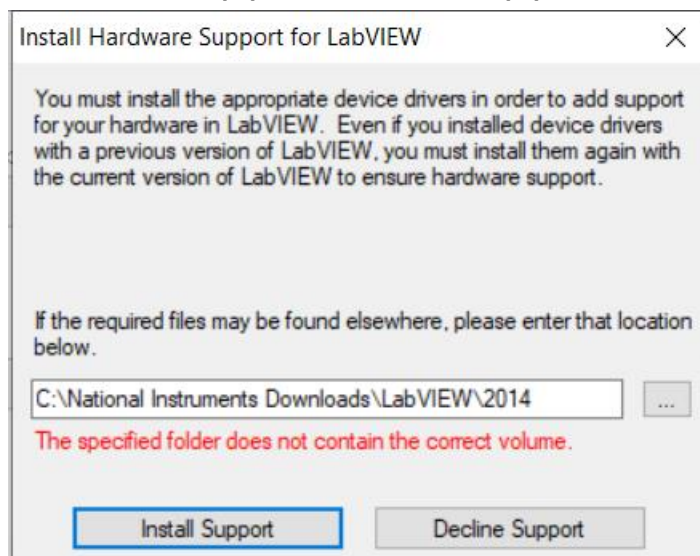 Install Hardware Support for LabVIEW
You must install the appropriate device drivers in order to add support
for your hardware in LabVIEW. Even if you installed device drivers
with a previous version of LabVIEW, you must install them again with
the current version of LabVIEW to ensure hardware support.
If the required files may be found elsewhere, please enter that location
below.
C:\National Instruments Downloads\LabVIEW\2014
...
The specified folder does not contain the correct volume.
Install Support
Decline Support